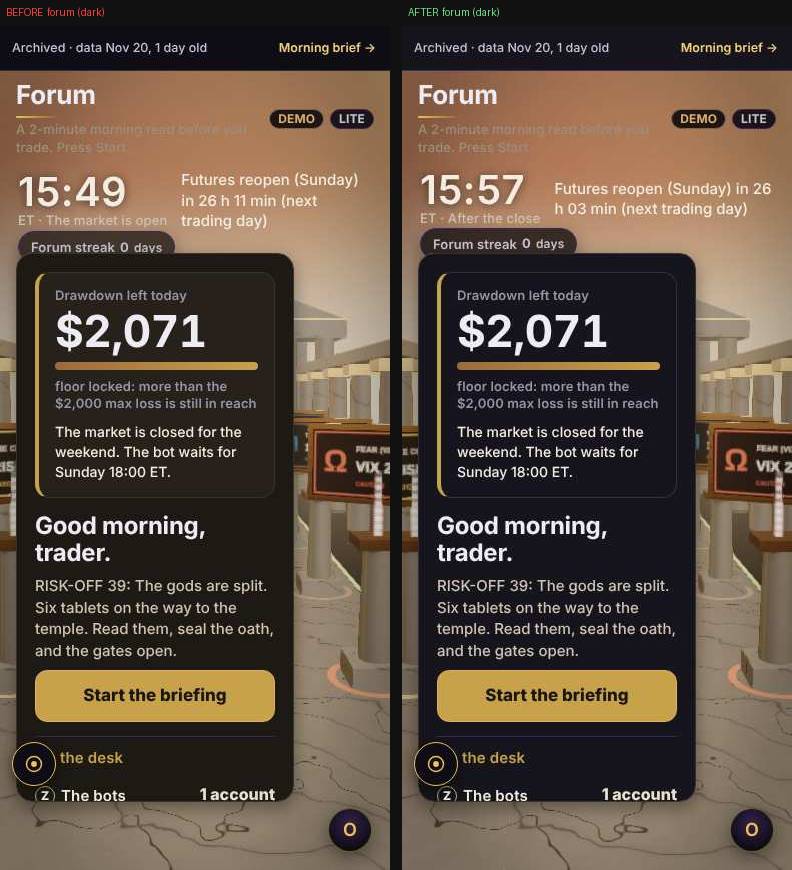 BEFORE forum (dark)
Archived · data Nov 20, 1 day old
Morning brief →
Forum
A 2-minute morning read before you
trade. Press Start
DEMO
LITE
15:49
ET · The market is open
Futures reopen (Sunday)
in 26 h 11 min (next
trading day)
Forum streak 0 days
Drawdown left today
$2,071
floor locked: more than the
$2,000 max loss is still in reach
The market is closed for the
weekend. The bot waits for
Sunday 18:00 ET.
Good morning,
trader.
RISK-OFF 39: The gods are split.
Six tablets on the way to the
temple. Read them, seal the oath,
and the gates open.
Start the briefing
the desk
Z The bots
1 account
O
Ω
VIX 2
AFTER forum (dark)
Archived · data Nov 20, 1 day old
Morning brief →
Forum
A 2-minute morning read before you
trade. Press Start
DEMO
LITE
15:57
ET · After the close
Futures reopen (Sunday) in 26
h 03 min (next trading day)
Forum streak 0 days
Drawdown left today
$2,071
floor locked: more than the
$2,000 max loss is still in reach
The market is closed for the
weekend. The bot waits for
Sunday 18:00 ET.
Good morning,
trader.
RISK-OFF 39: The gods are split.
Six tablets on the way to the
temple. Read them, seal the oath,
and the gates open.
Start the briefing
the desk
Z The bots
1 account
O
Ω
VIX 2